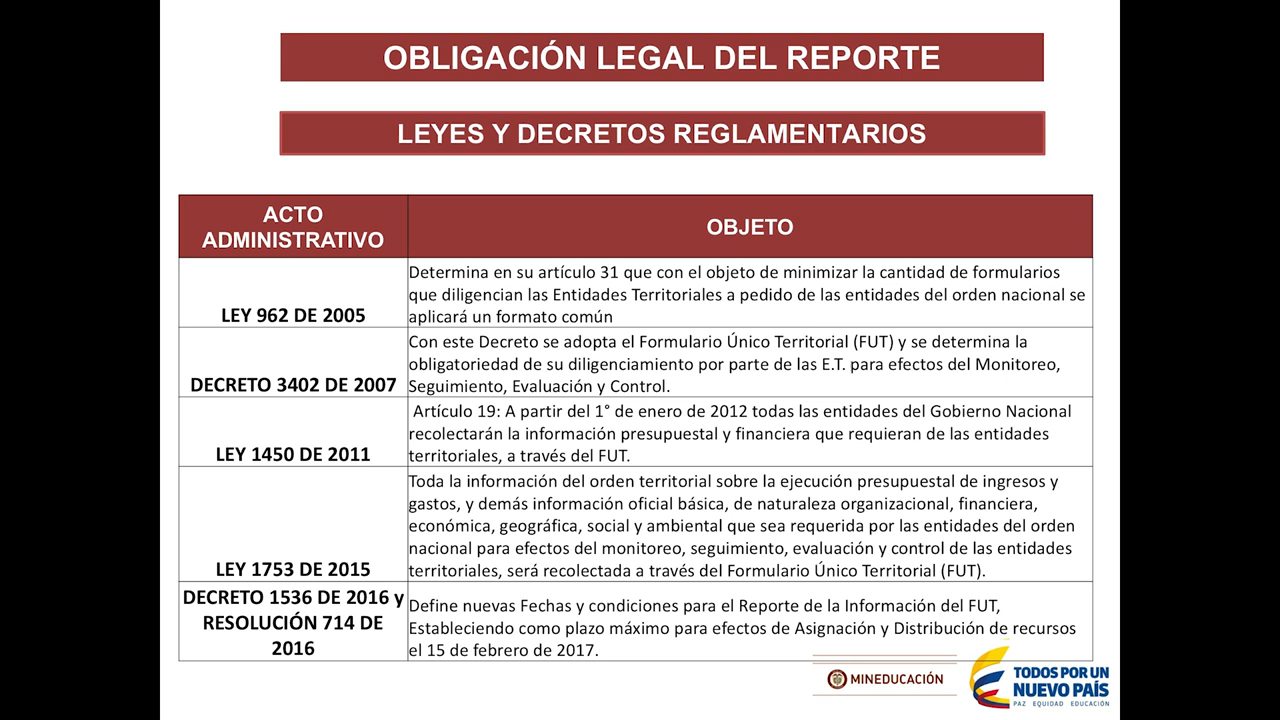 OBLIGACIÓN LEGAL DEL REPORTE
LEYES Y DECRETOS REGLAMENTARIOS
ACTO
ADMINISTRATIVO
OBJETO
LEY 962 DE 2005
Determina en su artículo 31 que con el objeto de minimizar la cantidad de formularios
que diligencian las Entidades Territoriales a pedido de las entidades del orden nacional se
aplicará un formato común
DECRETO 3402 DE 2007
Con este Decreto se adopta el Formulario Único Territorial (FUT) y se determina la
obligatoriedad de su diligenciamiento por parte de las E.T. para efectos del Monitoreo,
Seguimiento, Evaluación y Control.
LEY 1450 DE 2011
Artículo 19: A partir del 1° de enero de 2012 todas las entidades del Gobierno Nacional
recolectarán la información presupuestal y financiera que requieran de las entidades
territoriales, a través del FUT.
LEY 1753 DE 2015
Toda la información del orden territorial sobre la ejecución presupuestal de ingresos y
gastos, y demás información oficial básica, de naturaleza organizacional, financiera,
económica, geográfica, social y ambiental que sea requerida por las entidades del orden
nacional para efectos del monitoreo, seguimiento, evaluación y control de las entidades
territoriales, será recolectada a través del Formulario Único Territorial (FUT).
DECRETO 1536 DE 2016 y
RESOLUCIÓN 714 DE
2016
Define nuevas Fechas y condiciones para el Reporte de la Información del FUT,
Estableciendo como plazo máximo para efectos de Asignación y Distribución de recursos
el 15 de febrero de 2017.
MINEDUCACIÓN
TODOS POR UN
NUEVO PAÍS
PAZ EQUIDAD EDUCACIÓN